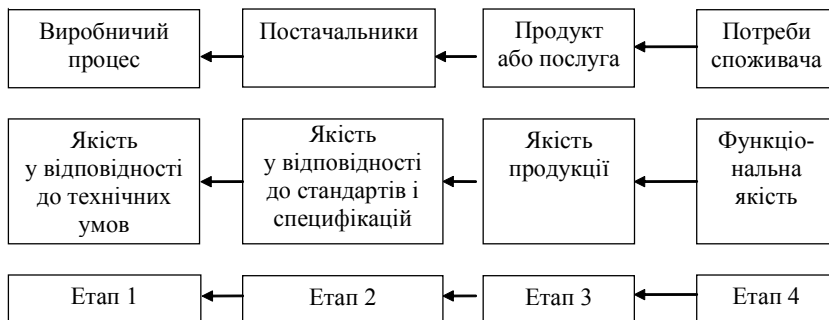 Виробничий
процес
Постачальники
Продукт
або послуга
Потреби
споживача
Якість
у відповідності
до технічних
умов
Якість
у відповідності
до стандартів і
специфікацій
Якість
продукції
Функціо-
нальна
якість
Етап 1
Етап 2
Етап 3
Етап 4